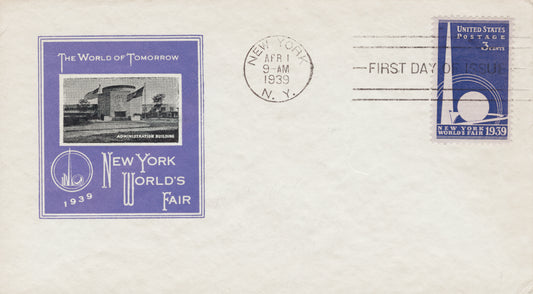 THE WORLD OF TOMORROW
ADMINISTRATION BUILDING
NEW YORK
WORLD'S
FAIR
1939
NEW YORK
APR 1
9-AM
1939
N. Y.
FIRST DAY OF ISSUE
UNITED STATES
POSTAGE
3 CENTS
NEW YORK
WORLD'S FAIR 1939